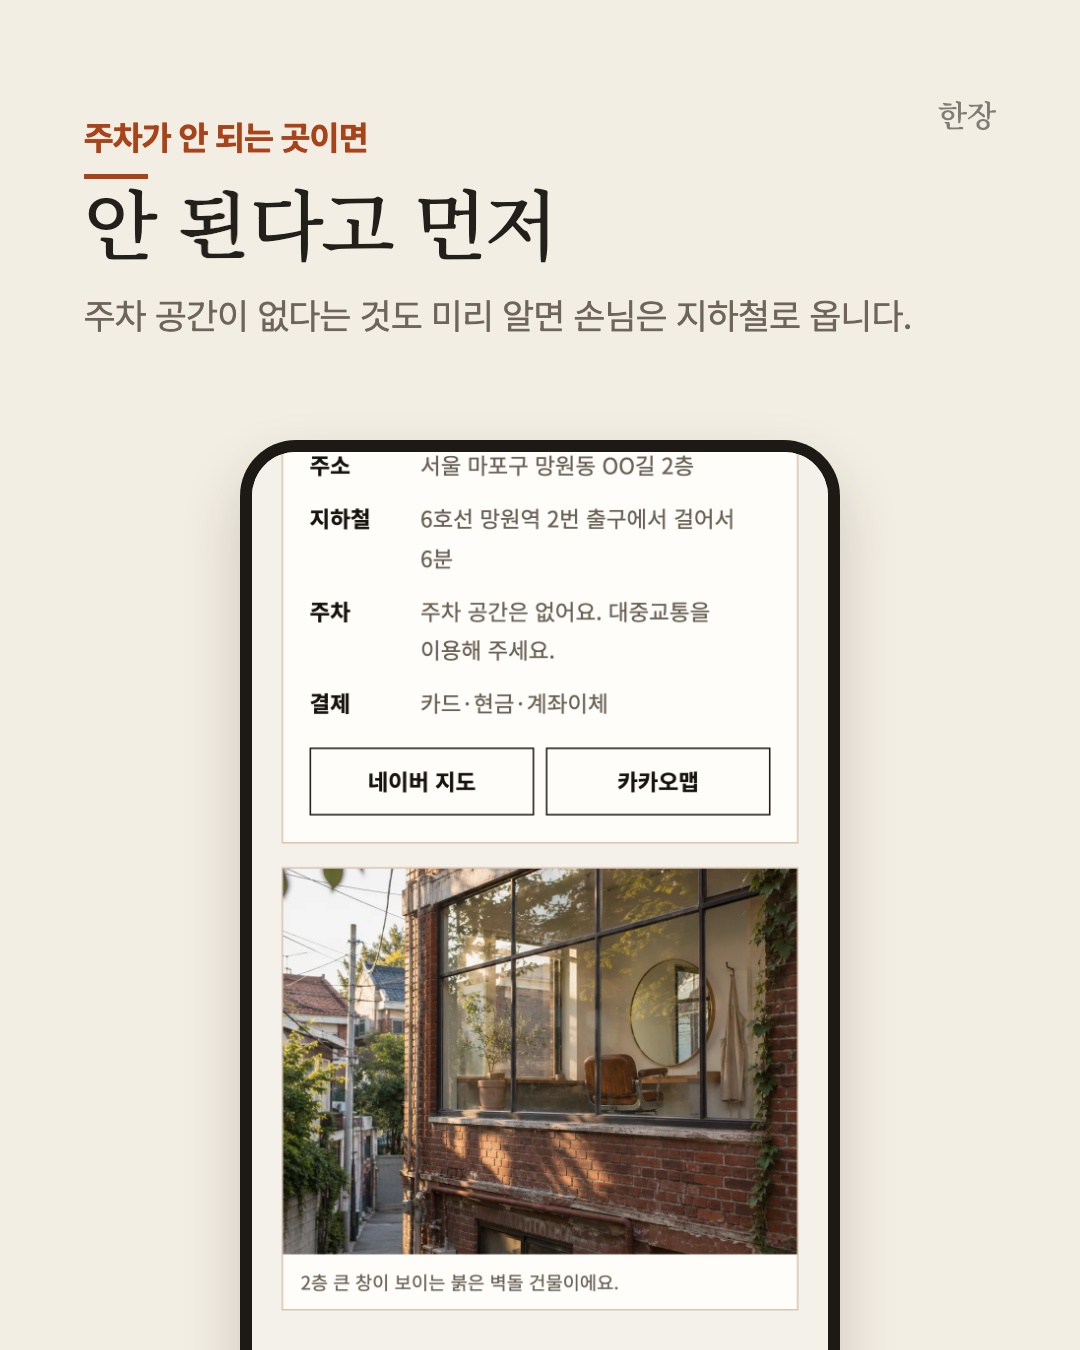 한장
주차가 안 되는 곳이면
안 된다고 먼저
주차 공간이 없다는 것도 미리 알면 손님은 지하철로 옵니다.
주소 서울 마포구 망원동 OO길 2층
지하철 6호선 망원역 2번 출구에서 걸어서
6분
주차 주차 공간은 없어요. 대중교통을
이용해 주세요.
결제 카드·현금·계좌이체
네이버 지도 카카오맵
2층 큰 창이 보이는 붉은 벽돌 건물이에요.